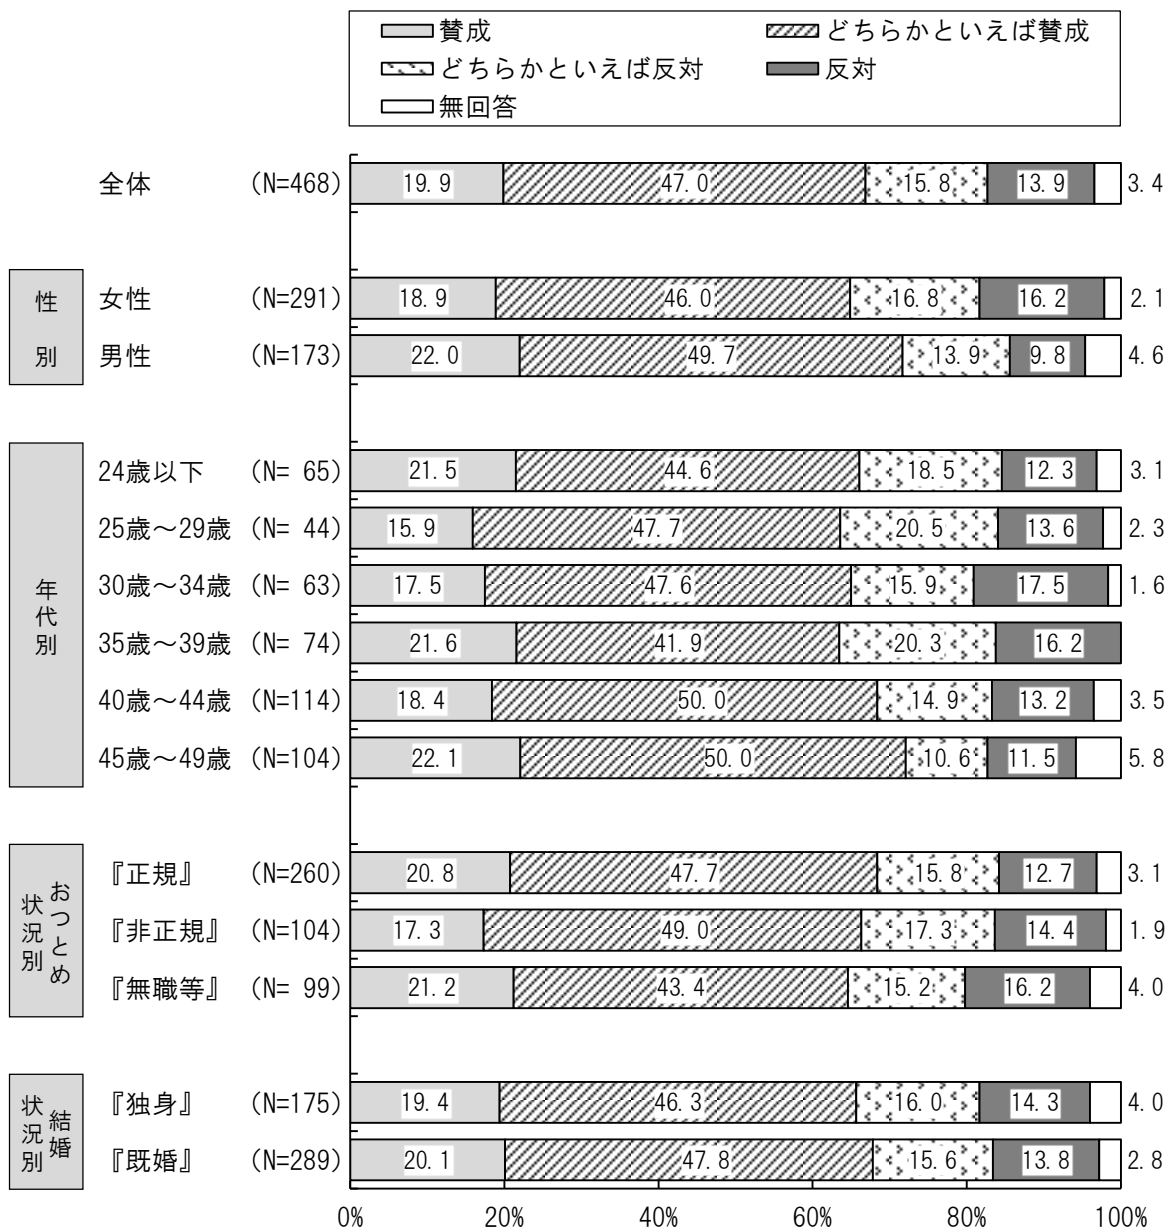 賛成 どちらかといえば賛成
どちらかといえば反対 反対
無回答
全体 (N=468) 19.9 47.0 15.8 13.9 3.4
性別
女性 (N=291) 18.9 46.0 16.8 16.2 2.1
男性 (N=173) 22.0 49.7 13.9 9.8 4.6
年代別
24歳以下 (N= 65) 21.5 44.6 18.5 12.3 3.1
25歳～29歳 (N= 44) 15.9 47.7 20.5 13.6 2.3
30歳～34歳 (N= 63) 17.5 47.6 15.9 17.5 1.6
35歳～39歳 (N= 74) 21.6 41.9 20.3 16.2
40歳～44歳 (N=114) 18.4 50.0 14.9 13.2 3.5
45歳～49歳 (N=104) 22.1 50.0 10.6 11.5 5.8
おつとめ
状況別
『正規』 (N=260) 20.8 47.7 15.8 12.7 3.1
『非正規』 (N=104) 17.3 49.0 17.3 14.4 1.9
『無職等』 (N= 99) 21.2 43.4 15.2 16.2 4.0
結婚
状況別
『独身』 (N=175) 19.4 46.3 16.0 14.3 4.0
『既婚』 (N=289) 20.1 47.8 15.6 13.8 2.8
0% 20% 40% 60% 80% 100%